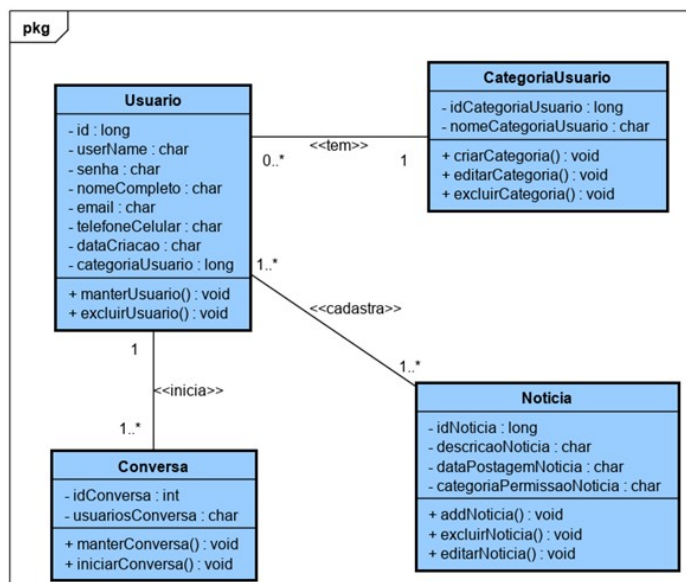 pkg
Usuario
- id : long
- userName : char
- senha : char
- nomeCompleto : char
- email : char
- telefoneCelular : char
- dataCriacao : char
- categoriaUsuario : long
+ manterUsuario() : void
+ excluirUsuario() : void
<<tem>>
0..*
1
CategoriaUsuario
- idCategoriaUsuario : long
- nomeCategoriaUsuario : char
+ criarCategoria() : void
+ editarCategoria() : void
+ excluirCategoria() : void
1..*
<<cadastra>>
1..*
1
<<inicia>>
1..*
Conversa
- idConversa : int
- usuariosConversa : char
+ manterConversa() : void
+ iniciarConversa() : void
Noticia
- idNoticia : long
- descricaoNoticia : char
- dataPostagemNoticia : char
- categoriaPermissaoNoticia : char
+ addNoticia() : void
+ excluirNoticia() : void
+ editarNoticia() : void